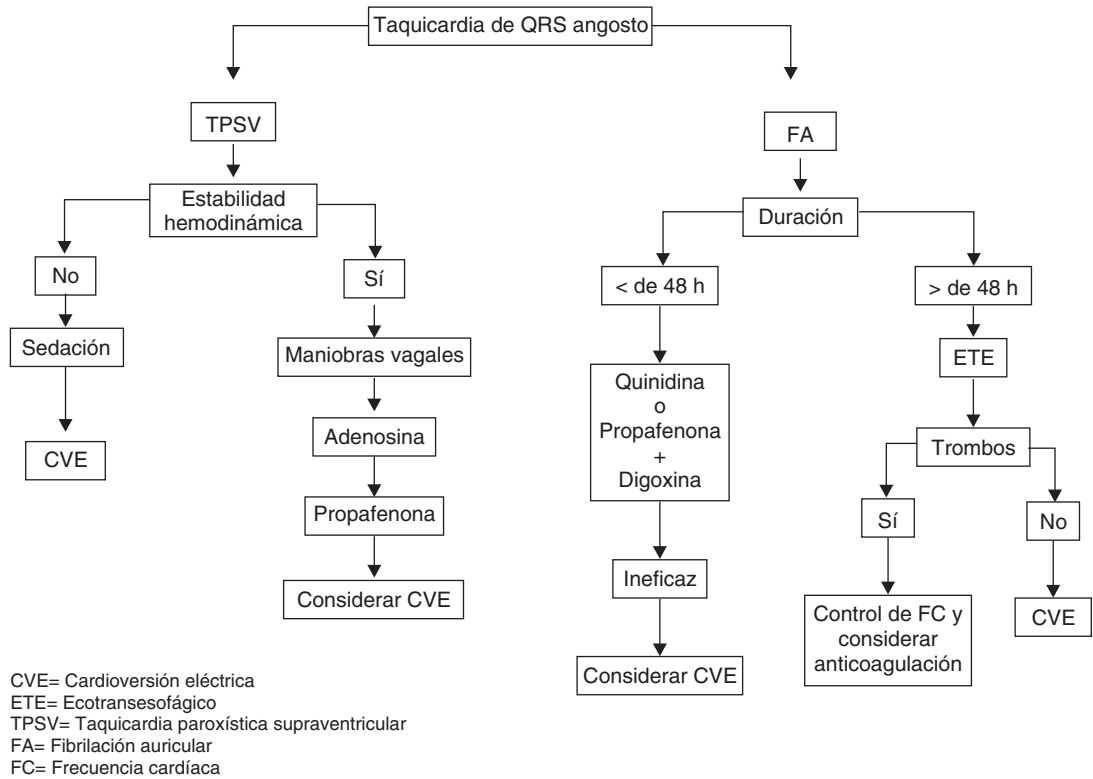 Taquicardia de QRS angosto
TPSV
Estabilidad
hemodinámica
No
Sedación
CVE
Sí
Maniobras vagales
Adenosina
Propafenona
Considerar CVE
FA
Duración
< de 48 h
Quinidina
o
Propafenona
+
Digoxina
Ineficaz
Considerar CVE
> de 48 h
ETE
Trombos
Sí
Control de FC y
considerar
anticoagulación
No
CVE
CVE= Cardioversión eléctrica
ETE= Ecotransesofágico
TPSV= Taquicardia paroxística supraventricular
FA= Fibrilación auricular
FC= Frecuencia cardíaca